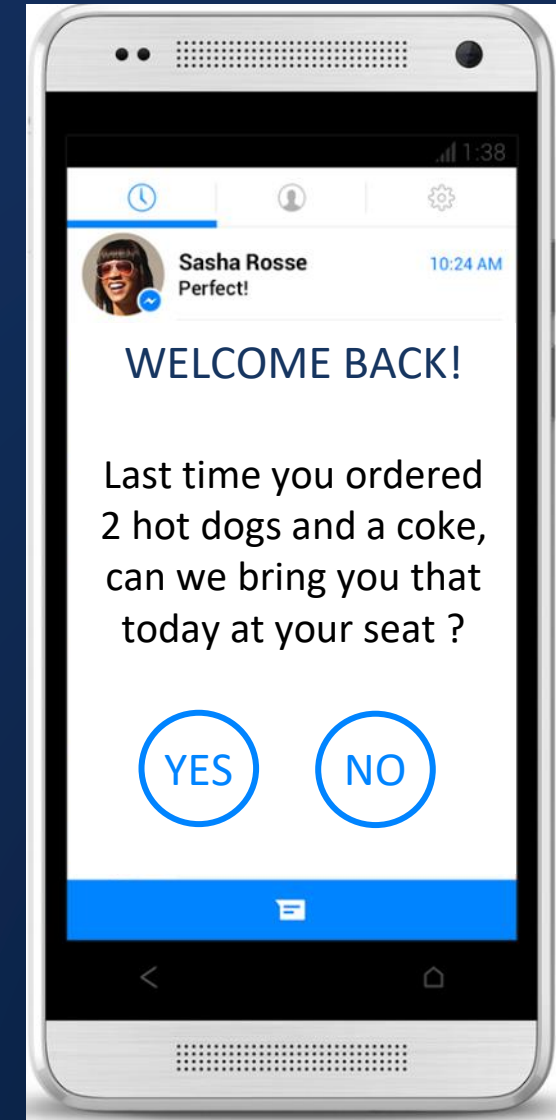 1:38
Sasha Rosse 10:24 AM
Perfect!
WELCOME BACK!
Last time you ordered
2 hot dogs and a coke,
can we bring you that
today at your seat ?
YES NO